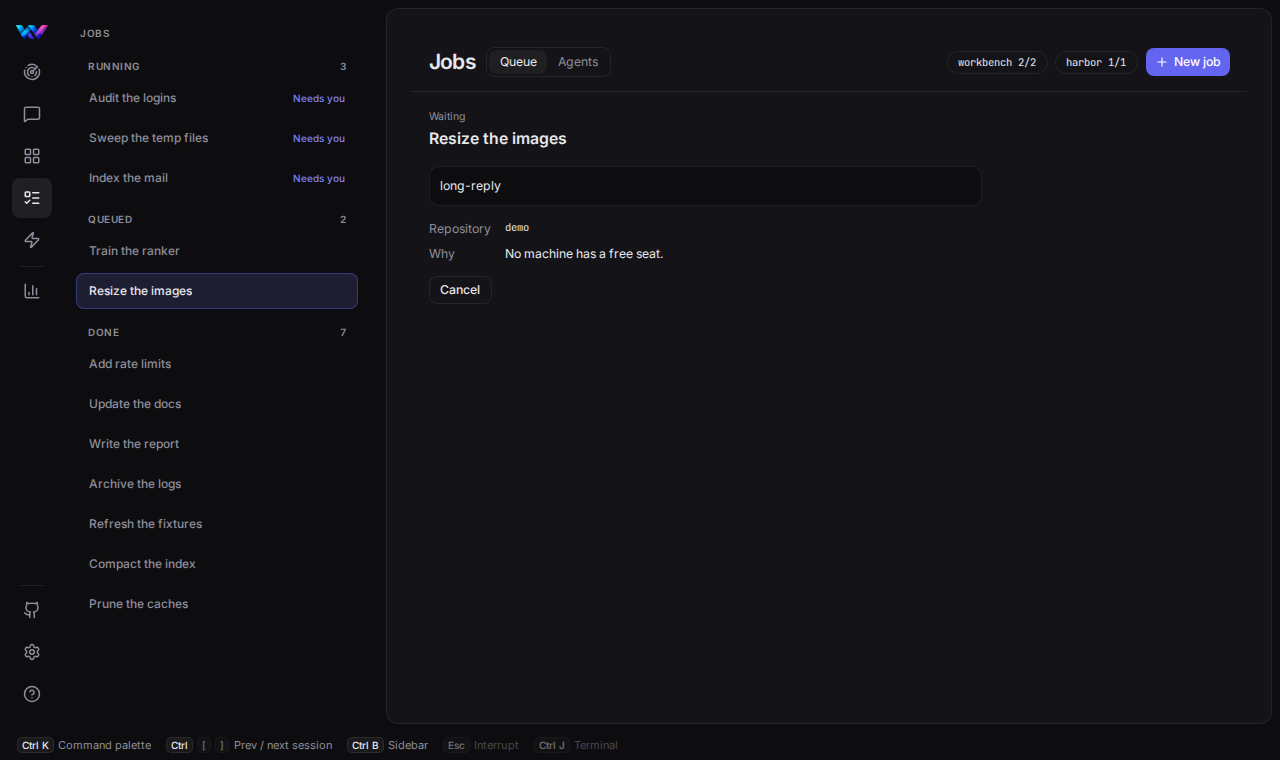 JOBS
RUNNING 3
Audit the logins Needs you
Sweep the temp files Needs you
Index the mail Needs you
QUEUED 2
Train the ranker
Resize the images
DONE 7
Add rate limits
Update the docs
Write the report
Archive the logs
Refresh the fixtures
Compact the index
Prune the caches
Jobs Queue Agents workbench 2/2 harbor 1/1 + New job
Waiting
Resize the images
long-reply
Repository demo
Why No machine has a free seat.
Cancel
Ctrl K Command palette Ctrl [ ] Prev / next session Ctrl B Sidebar Esc Interrupt Ctrl J Terminal